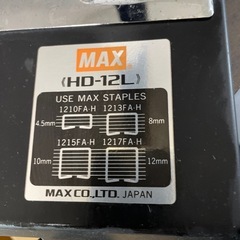 MAX
《HD-12L》
USE MAX STAPLES
1210FA-H 1213FA-H
4.5mm 8mm
1215FA-H 1217FA-H
10mm 12mm
MAX CO.,LTD. JAPAN